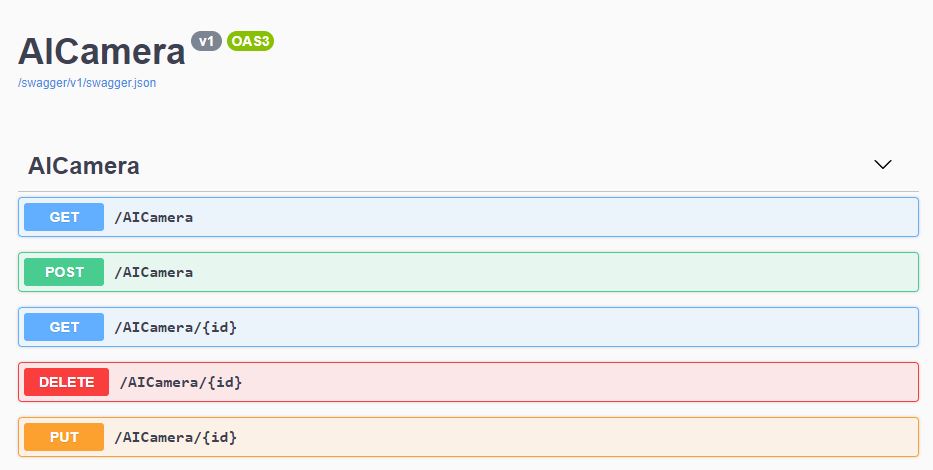 AICamera v1 OAS3
/swagger/v1/swagger.json
AICamera
GET /AICamera
POST /AICamera
GET /AICamera/{id}
DELETE /AICamera/{id}
PUT /AICamera/{id}